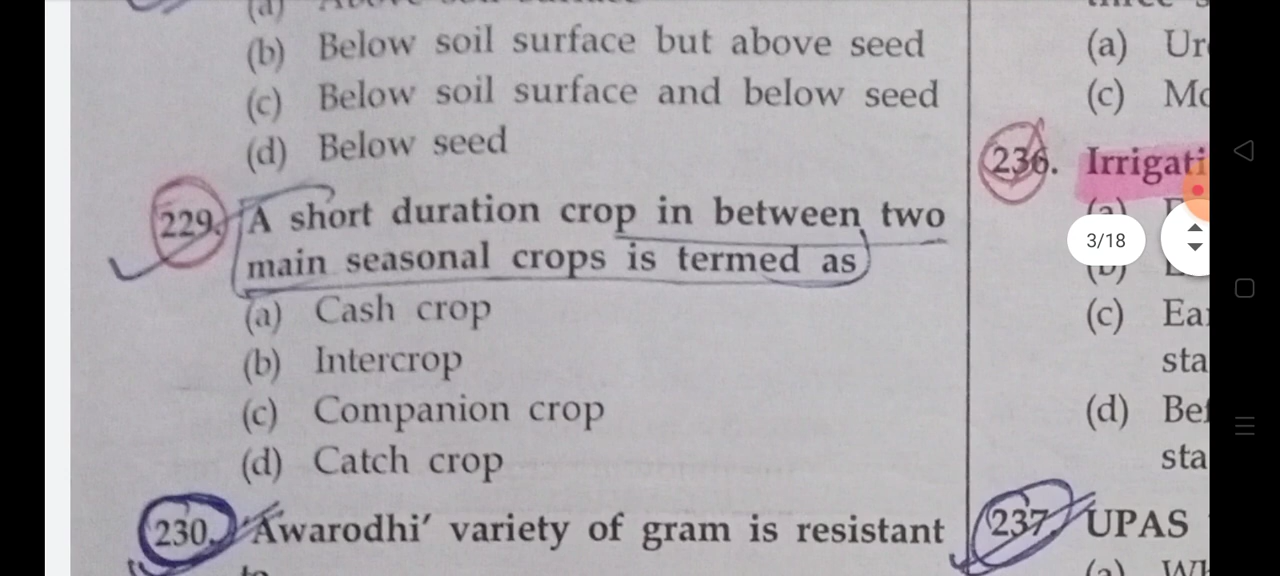 (b) Below soil surface but above seed
(c) Below soil surface and below seed
(d) Below seed
229. A short duration crop in between two
main seasonal crops is termed as
(a) Cash crop
(b) Intercrop
(c) Companion crop
(d) Catch crop
230. Awarodhi' variety of gram is resistant
(a)
(c)
236. Irrigati
3/18
(c)
sta
(d)
sta
237. UPAS